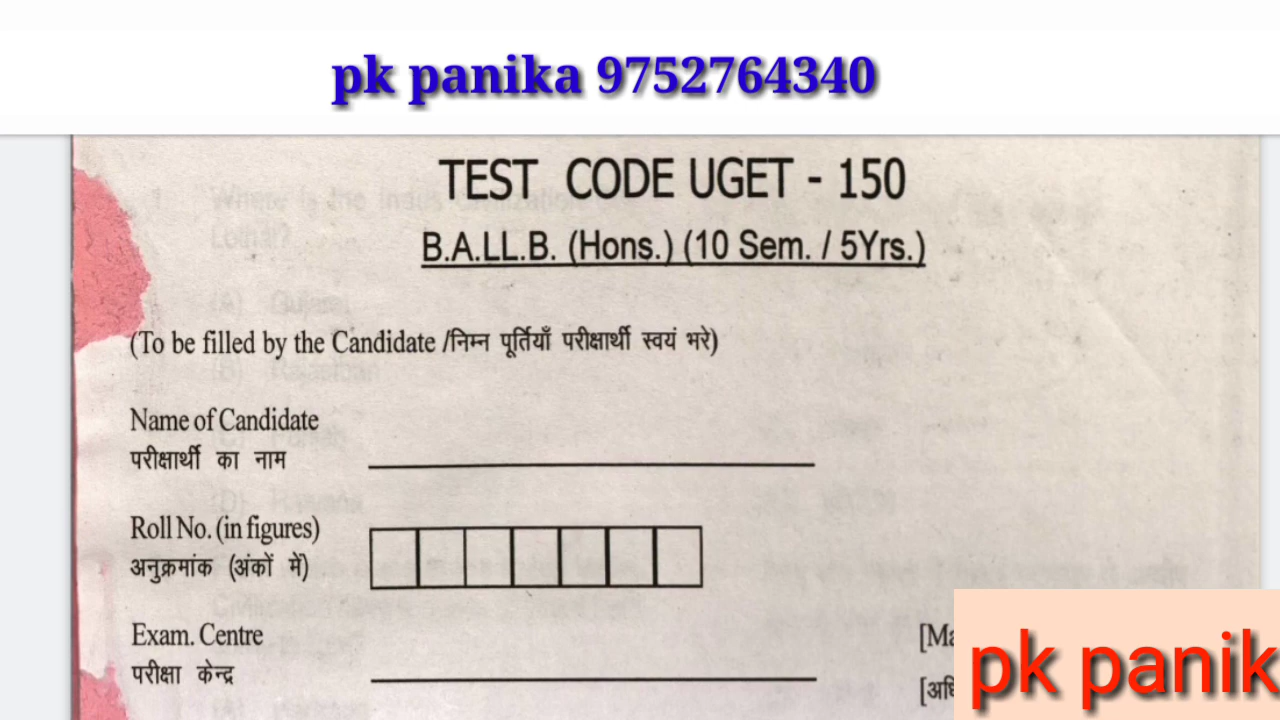 pk panika 9752764340
TEST CODE UGET - 150
B.A.LL.B. (Hons.) (10 Sem. / 5Yrs.)
(To be filled by the Candidate /निम्न पूर्तियाँ परीक्षार्थी स्वयं भरे)
Name of Candidate
परीक्षार्थी का नाम
Roll No. (in figures)
अनुक्रमांक (अंकों में)
Exam. Centre
परीक्षा केन्द्र
pk panik